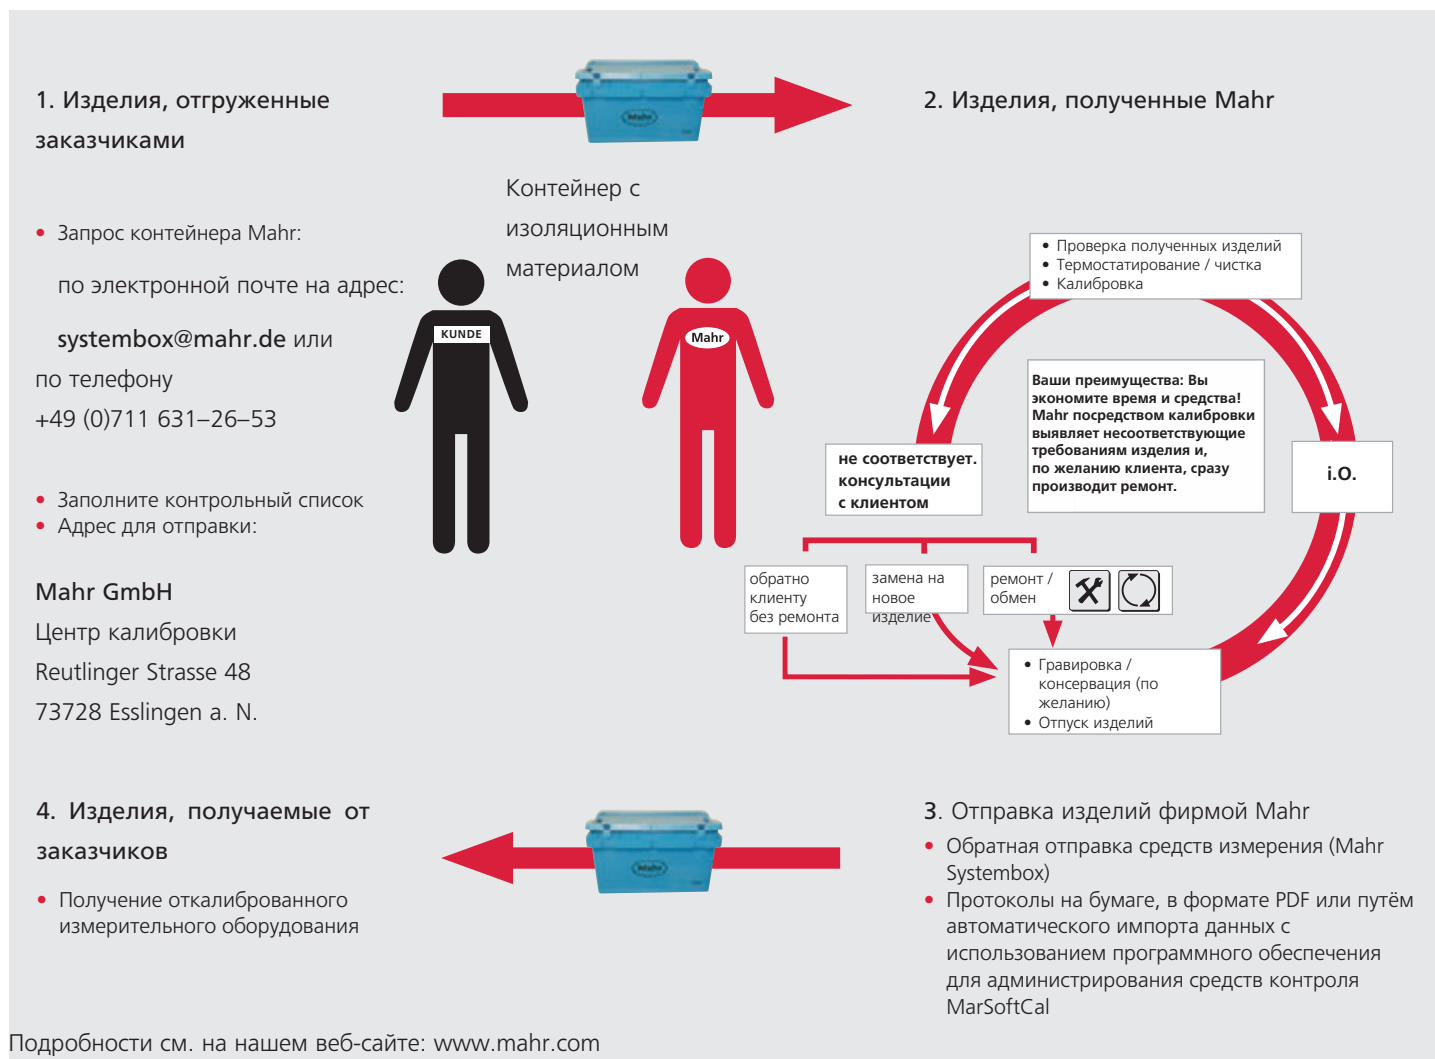 1. Изделия, отгруженные
заказчиками
Mahr
2. Изделия, полученные Mahr
Контейнер с
изоляционным
материалом
• Запрос контейнера Mahr:
по электронной почте на адрес:
systembox@mahr.de или
по телефону
+49 (0)711 631–26–53
• Заполните контрольный список
• Адрес для отправки:
Mahr GmbH
Центр калибровки
Reutlinger Strasse 48
73728 Esslingen a. N.
KUNDE
Mahr
• Проверка полученных изделий
• Термостатирование / чистка
• Калибровка
Ваши преимущества: Вы
экономите время и средства!
Mahr посредством калибровки
выявляет несоответствующие
требованиям изделия и,
по желанию клиента, сразу
производит ремонт.
не соответствует.
консультации
с клиентом
i.O.
обратно
клиенту
без ремонта
замена на
новое
изделие
ремонт /
обмен
• Гравировка /
консервация (по
желанию)
• Отпуск изделий
3. Отправка изделий фирмой Mahr
• Обратная отправка средств измерения (Mahr
Systembox)
• Протоколы на бумаге, в формате PDF или путём
автоматического импорта данных с
использованием программного обеспечения
для администрирования средств контроля
MarSoftCal
Mahr
4. Изделия, получаемые от
заказчиков
• Получение откалиброванного
измерительного оборудования
Подробности см. на нашем веб-сайте: www.mahr.com